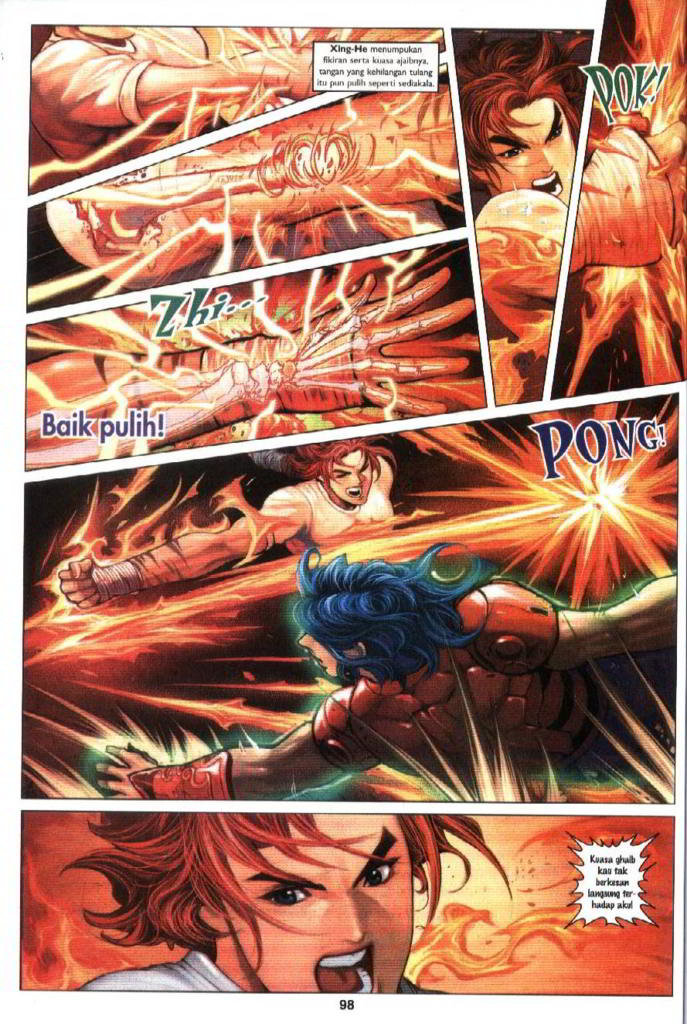 Xing-He menumpukan
fikiran serta kuasa ajaibnya,
tangan yang kehilangan tulang
itu pun pulih seperti sediakala.
POK!
Zhi...
Baik pulih!
PONG!
Kuasa ghaib
kau tak
berkesan
langsung ter-
hadap aku!
98